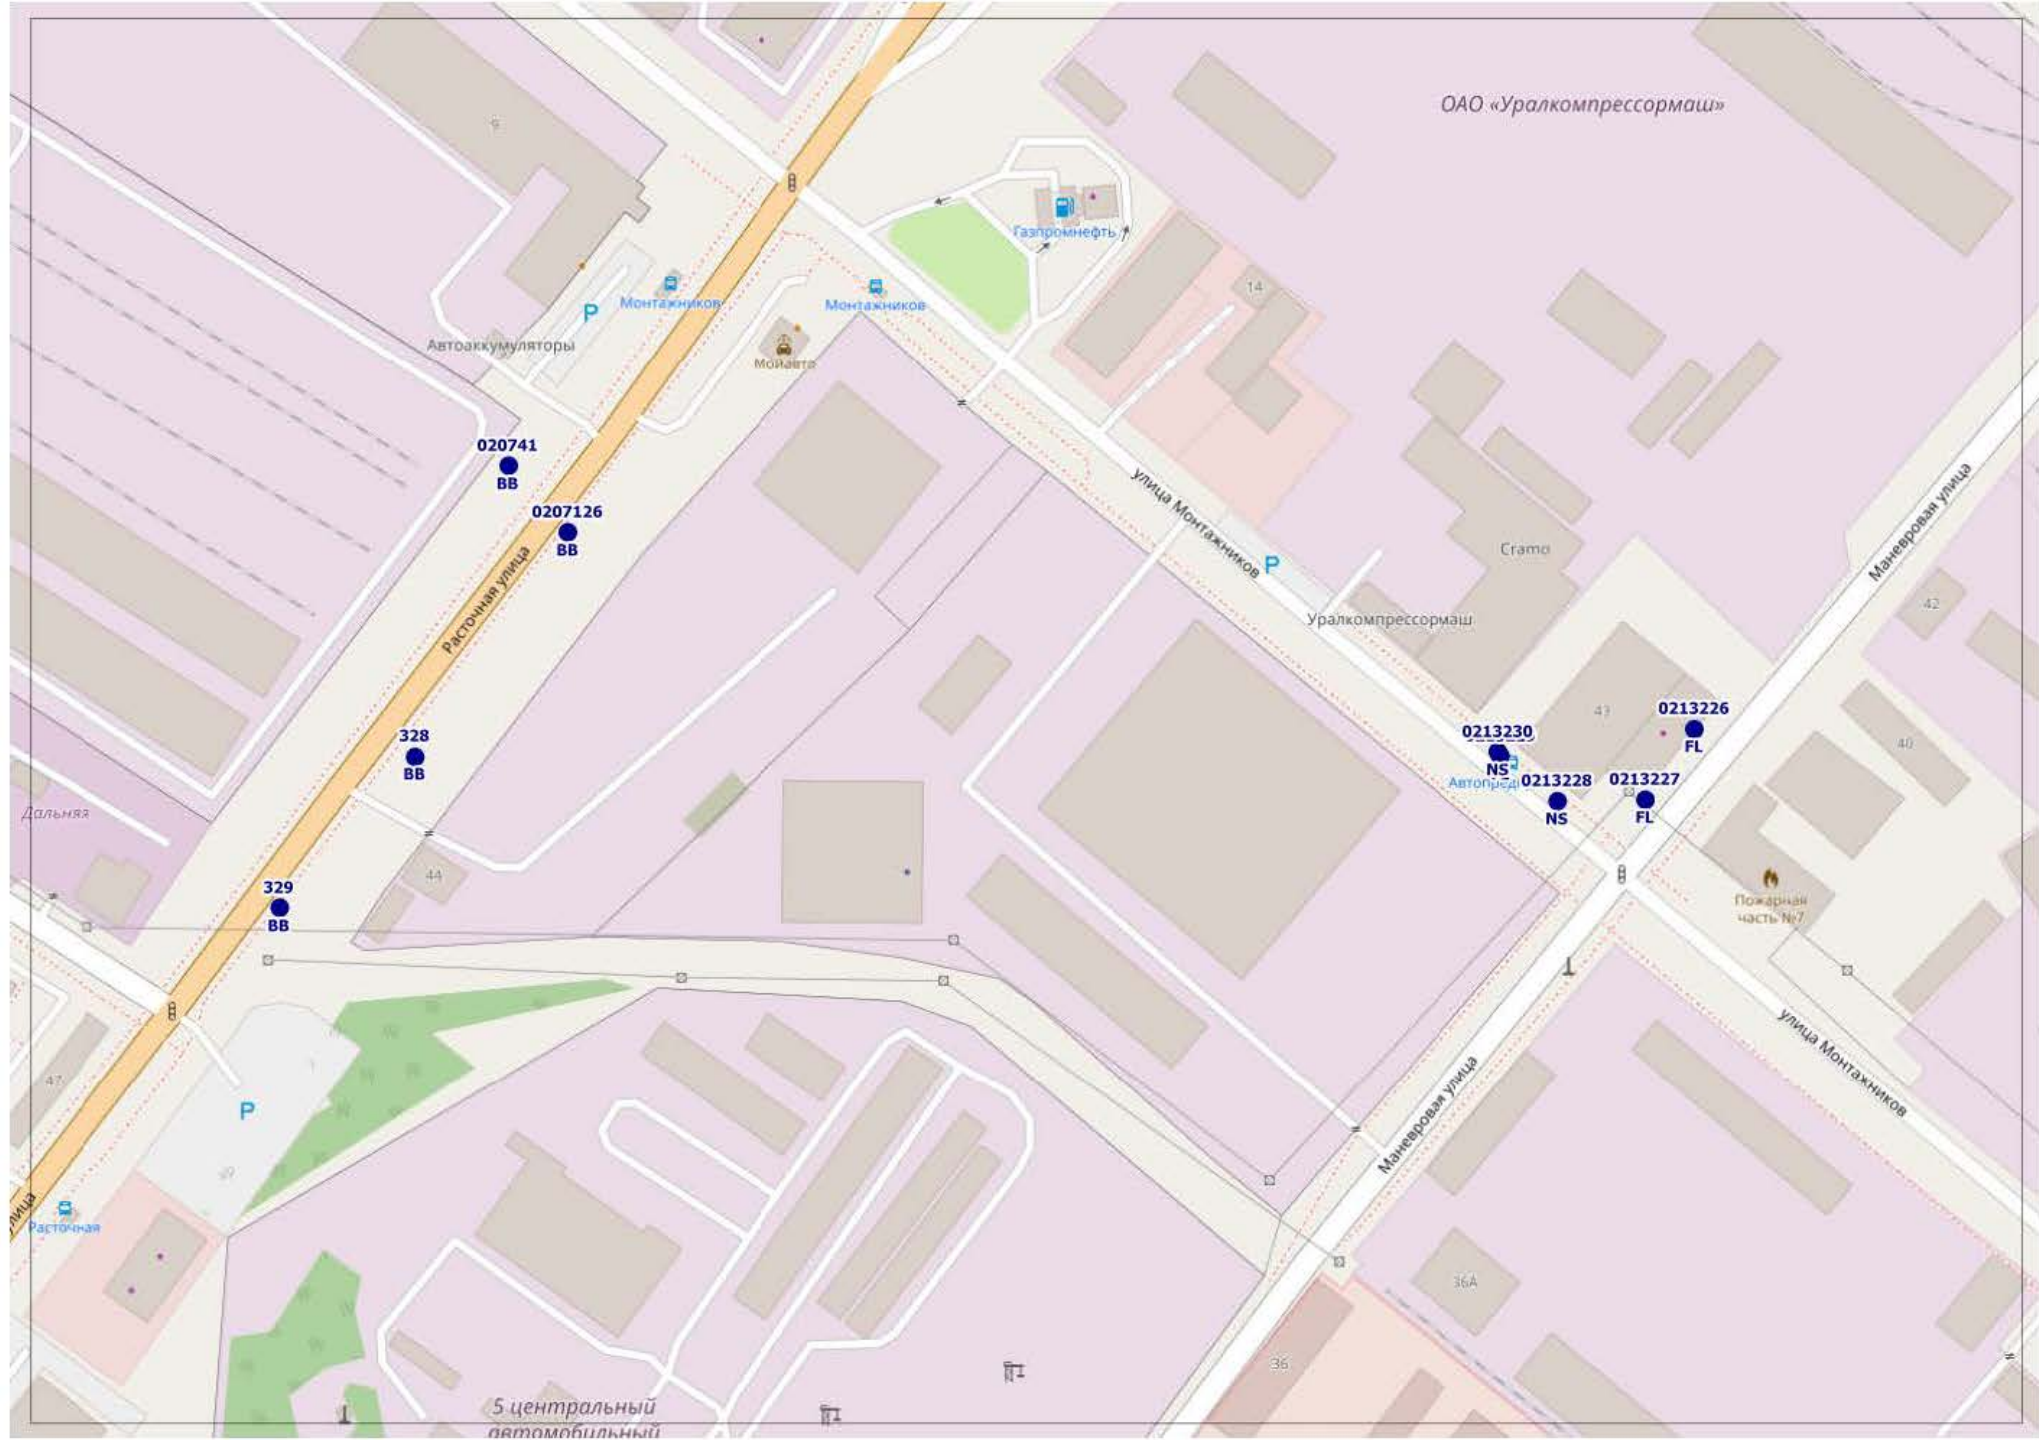 ОАО «Уралкомпрессормаш»
9
Газпромнефть
14
Монтажников
Монтажников
P
Автоаккумуляторы
Мойавто
020741
BB
0207126
BB
улица Монтажников
Маневровая улица
Cramo
P
42
Расточная улица
Уралкомпрессормаш
43
0213226
FL
328
BB
0213230
NS
40
0213228
NS
0213227
FL
Дальняя
44
329
BB
Пожарная
часть №7
улица Монтажников
47
P
Маневровая улица
Расточная
36А
36
5 центральный
автомобильный